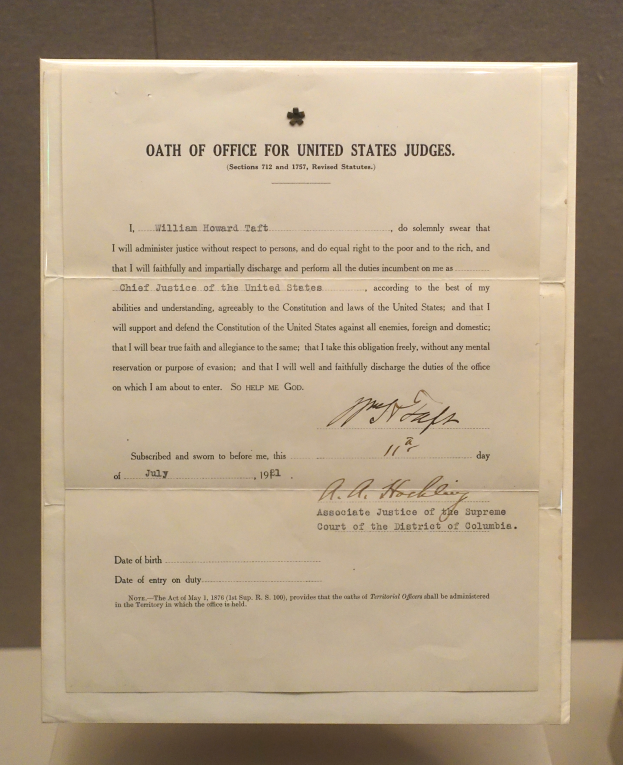 OATH OF OFFICE FOR UNITED STATES JUDGES.
(Sections 712 and 1757, Revised Statutes.)
I, William Howard Taft, do solemnly swear that
I will administer justice without respect to persons, and do equal right to the poor and to the rich, and
that I will faithfully and impartially discharge and perform all the duties incumbent on me as
Chief Justice of the United States, according to the best of my
abilities and understanding, agreeably to the Constitution and laws of the United States; and that I
will support and defend the Constitution of the United States against all enemies, foreign and domestic;
that I will bear true faith and allegiance to the same; that I take this obligation freely, without any mental
reservation or purpose of evasion; and that I will well and faithfully discharge the duties of the office
on which I am about to enter. SO HELP ME GOD.
Wm H Taft
Subscribed and sworn to before me, this 11th day
of July, 1921.
A. A. Hoehling
Associate Justice of the Supreme
Court of the District of Columbia.
Date of birth
Date of entry on duty
NOTE.—The Act of May 1, 1876 (1st Sup. R. S. 100), provides that the oaths of Territorial Officers shall be administered
in the Territory in which the office is held.